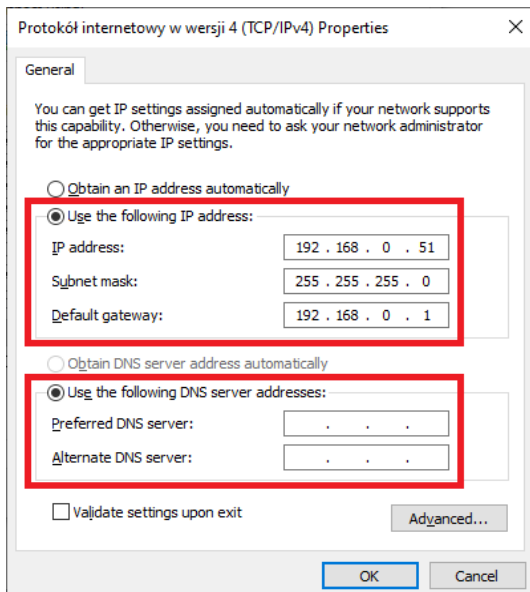 Protokół internetowy w wersji 4 (TCP/IPv4) Properties
General
You can get IP settings assigned automatically if your network supports
this capability. Otherwise, you need to ask your network administrator
for the appropriate IP settings.
Obtain an IP address automatically
Use the following IP address:
IP address: 192 . 168 . 0 . 51
Subnet mask: 255 . 255 . 255 . 0
Default gateway: 192 . 168 . 0 . 1
Obtain DNS server address automatically
Use the following DNS server addresses:
Preferred DNS server: . . .
Alternate DNS server: . . .
Validate settings upon exit
Advanced...
OK Cancel